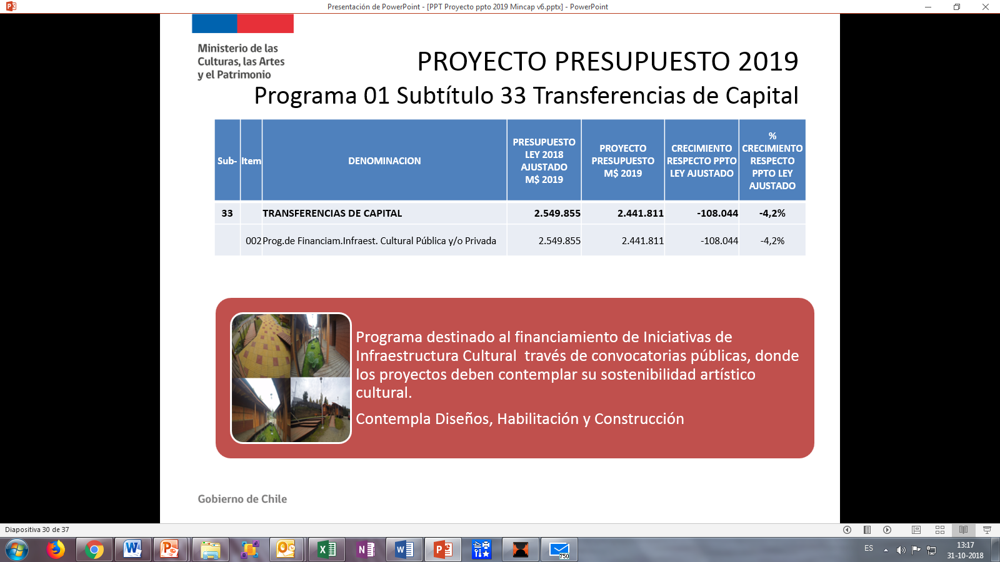 Presentación de PowerPoint - [PPT Proyecto ppto 2019 Mincap v6.pptx] - PowerPoint
Ministerio de las
Culturas, las Artes
y el Patrimonio
PROYECTO PRESUPUESTO 2019
Programa 01 Subtítulo 33 Transferencias de Capital
Sub-
Item
DENOMINACION
PRESUPUESTO
LEY 2018
AJUSTADO
M$ 2019
PROYECTO
PRESUPUESTO
M$ 2019
CRECIMIENTO
RESPECTO PPTO
LEY AJUSTADO
%
CRECIMIENTO
RESPECTO
PPTO LEY
AJUSTADO
33 TRANSFERENCIAS DE CAPITAL 2.549.855 2.441.811 -108.044 -4,2%
002 Prog.de Financiam.Infraest. Cultural Pública y/o Privada 2.549.855 2.441.811 -108.044 -4,2%
Programa destinado al financiamiento de Iniciativas de
Infraestructura Cultural  través de convocatorias públicas, donde
los proyectos deben contemplar su sostenibilidad artístico
cultural.
Contempla Diseños, Habilitación y Construcción
Gobierno de Chile
Diapositiva 30 de 37
750
ES
13:17
31-10-2018